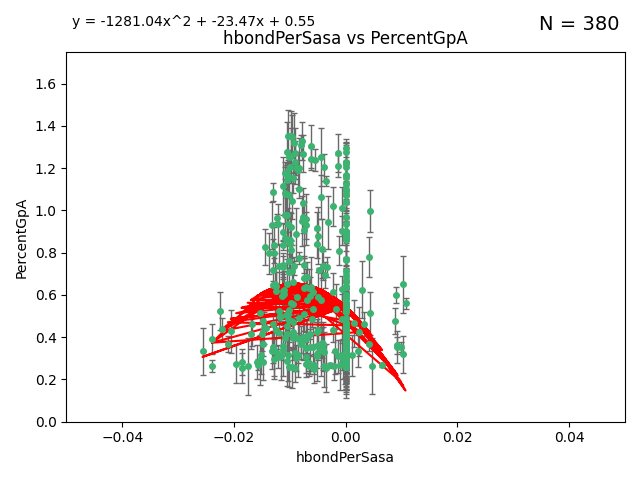 y = -1281.04x^2 + -23.47x + 0.55
N = 380
hbondPerSasa vs PercentGpA
PercentGpA
1.6
1.4
1.2
1.0
0.8
0.6
0.4
0.2
0.0
−0.04 −0.02 0.00 0.02 0.04
hbondPerSasa